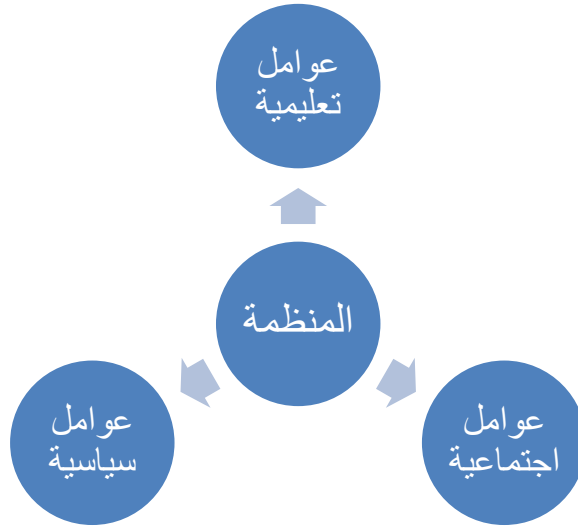 عوامل
تعليمية
المنظمة
عوامل
اجتماعية
عوامل
سياسية